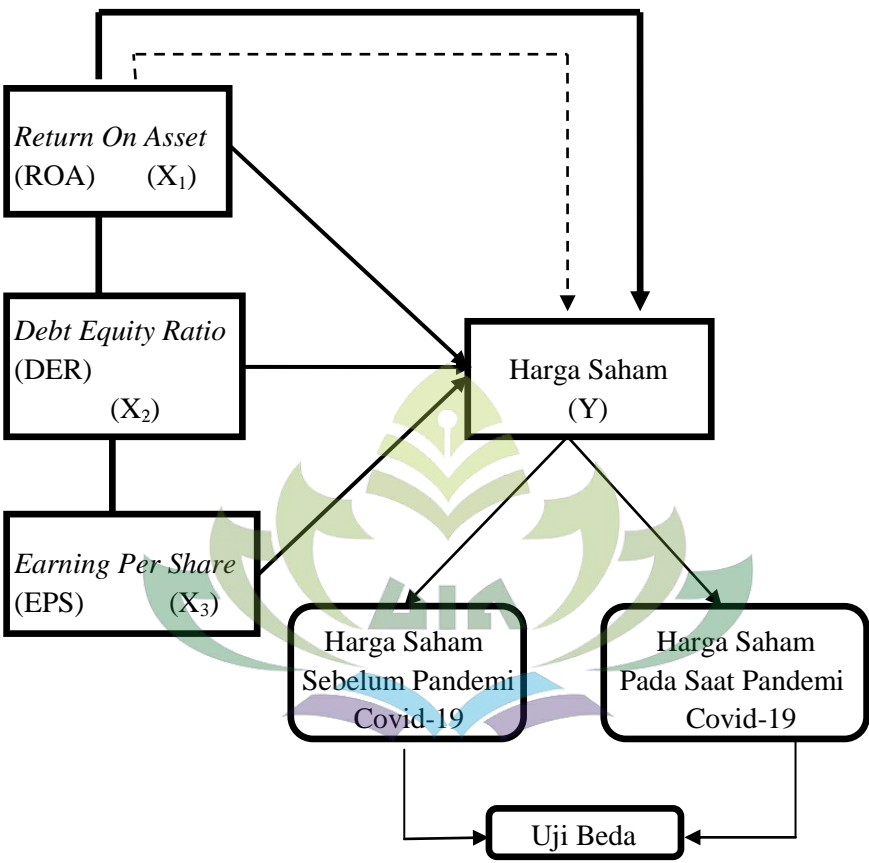 Return On Asset
(ROA) (X₁)
Debt Equity Ratio
(DER)
(X₂)
Earning Per Share
(EPS) (X₃)
Harga Saham
(Y)
Harga Saham
Sebelum Pandemi
Covid-19
Harga Saham
Pada Saat Pandemi
Covid-19
Uji Beda
UIN